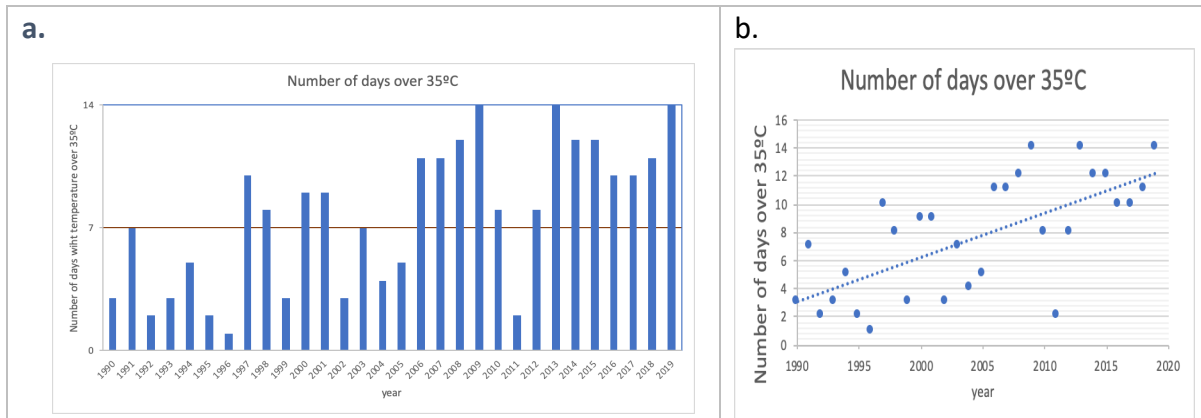 a.
Number of days over 35ºC
Number of days wiht temperature over 35ºC
14
7
0
1990 1991 1992 1993 1994 1995 1996 1997 1998 1999 2000 2001 2002 2003 2004 2005 2006 2007 2008 2009 2010 2011 2012 2013 2014 2015 2016 2017 2018 2019
year
b.
Number of days over 35ºC
Number of days over 35ºC
16
14
12
10
8
6
4
2
0
1990 1995 2000 2005 2010 2015 2020
year